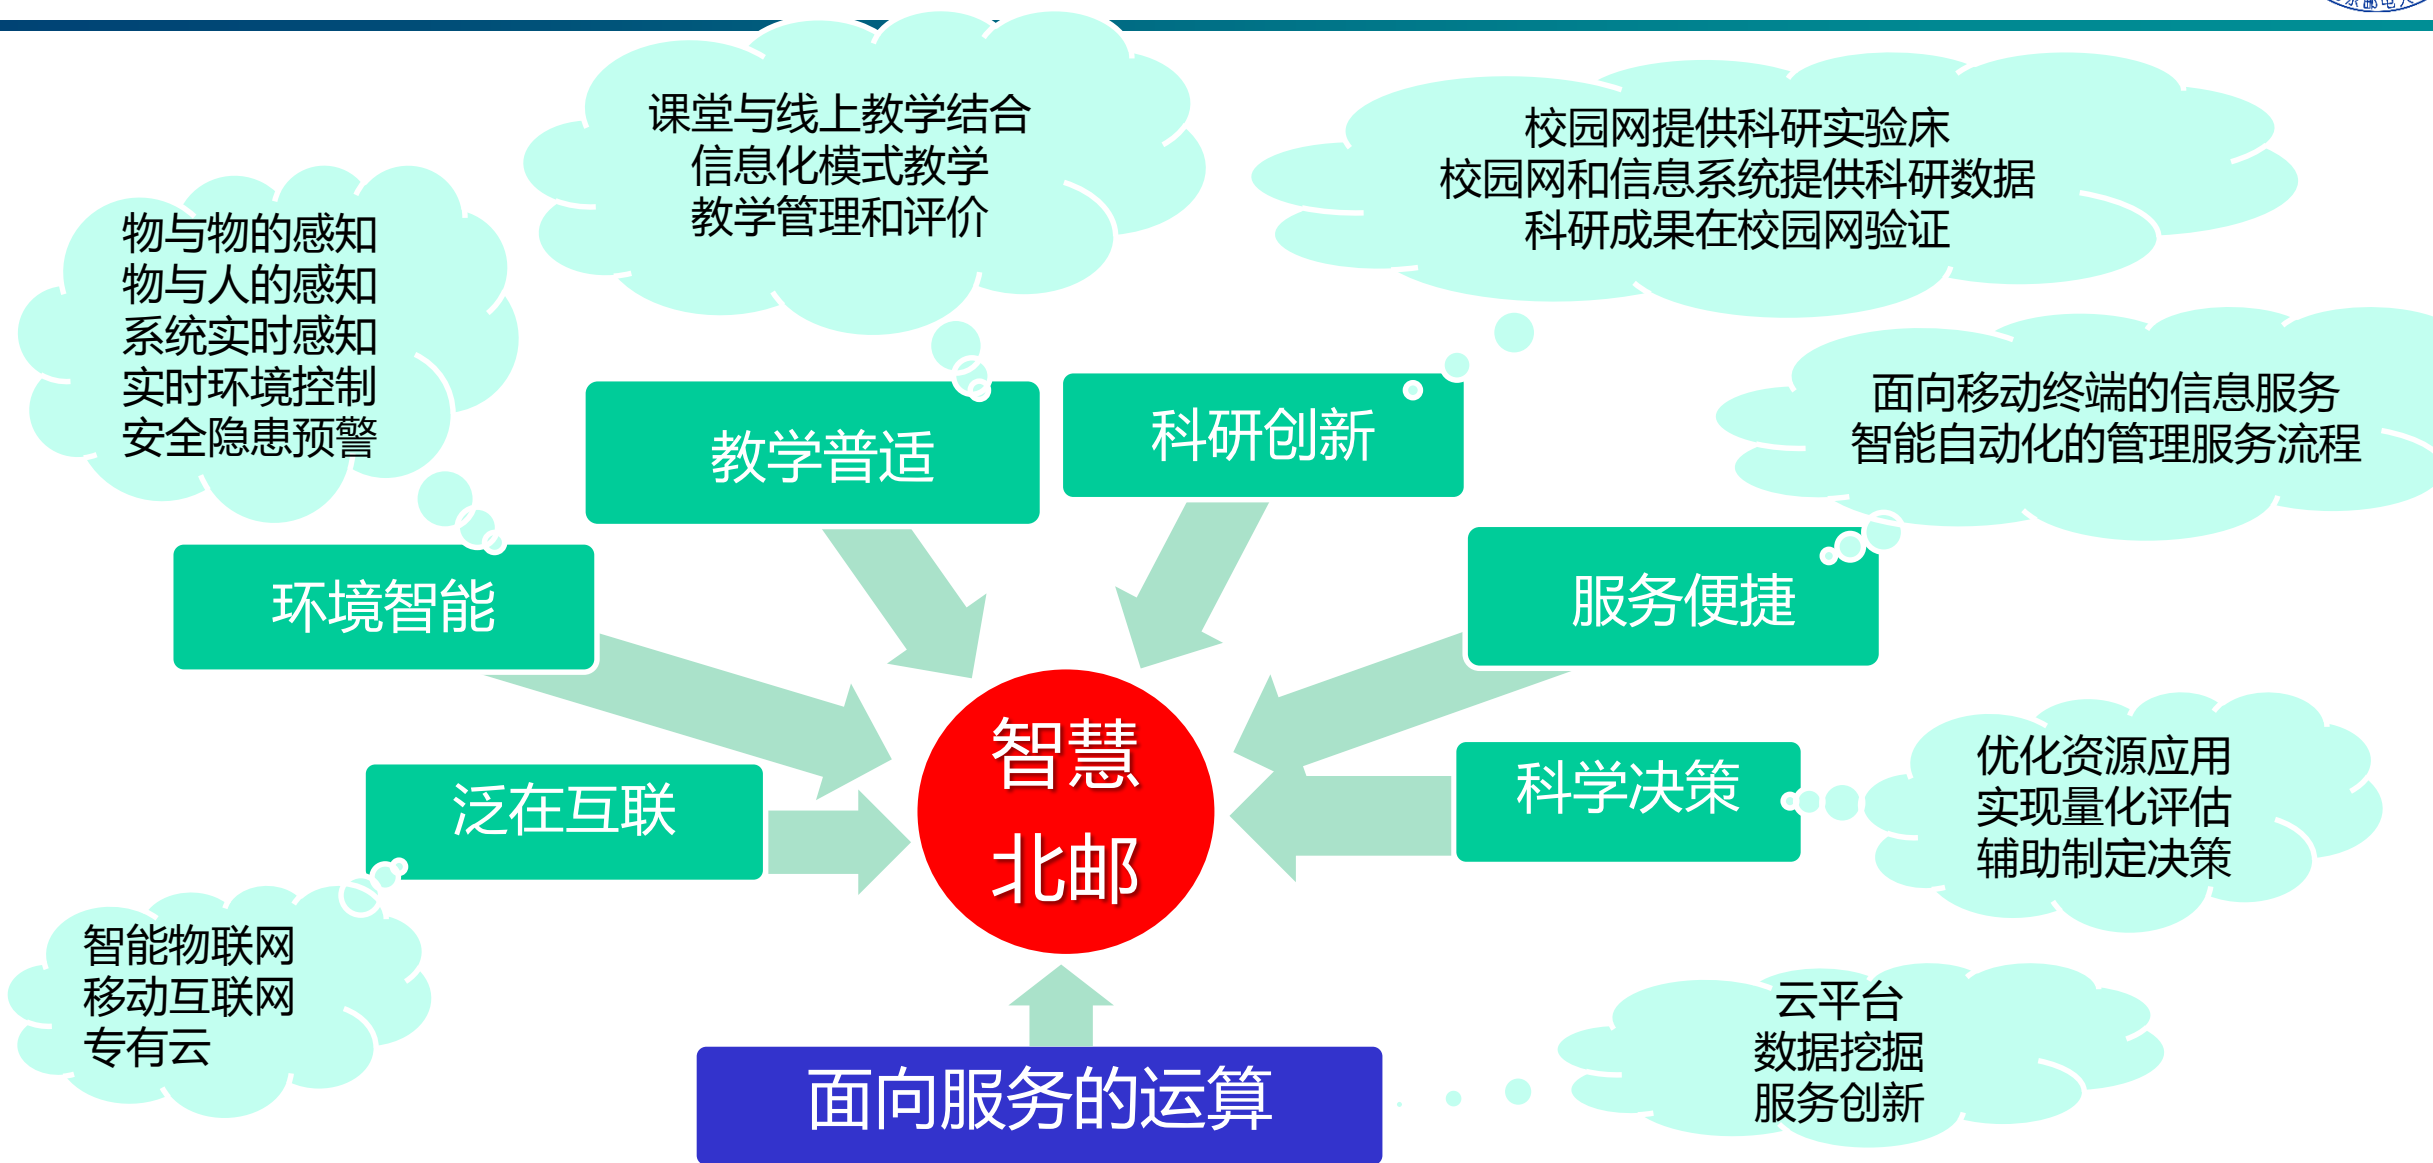 课堂与线上教学结合
信息化模式教学
教学管理和评价
校园网提供科研实验床
校园网和信息系统提供科研数据
科研成果在校园网验证
物与物的感知
物与人的感知
系统实时感知
实时环境控制
安全隐患预警
面向移动终端的信息服务
智能自动化的管理服务流程
教学普适
科研创新
环境智能
服务便捷
智慧
北邮
泛在互联
科学决策
优化资源应用
实现量化评估
辅助制定决策
智能物联网
移动互联网
专有云
云平台
数据挖掘
服务创新
面向服务的运算